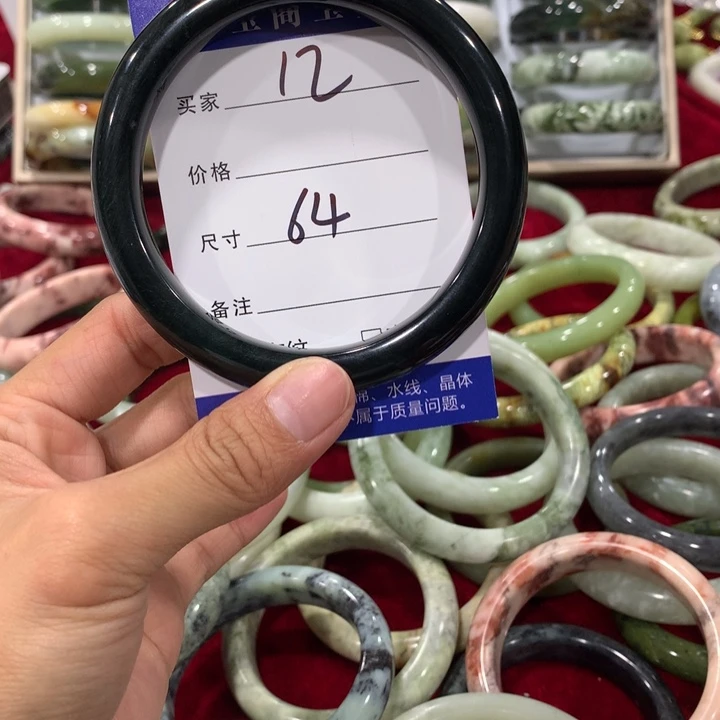 买家 12
价格
尺寸 64
备注
、水线、晶体
属于质量问题。